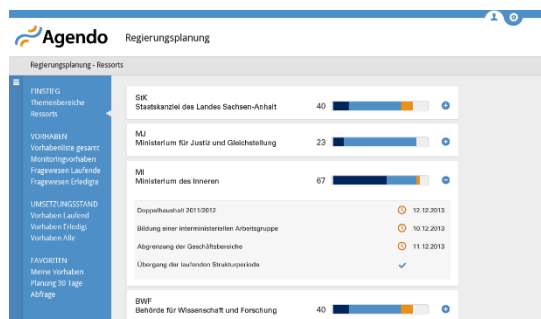 Agendo
Regierungsplanung
Regierungsplanung - Ressorts
EINSTIEG
Themenbereiche
Ressorts
VORHABEN
Vorhabenliste gesamt
Monitoringvorhaben
Fragewesen Laufende
Fragewesen Erledigte
UMSETZUNGSSTAND
Vorhaben Laufend
Vorhaben Erledigt
Vorhaben Alle
FAVORITEN
Meine Vorhaben
Planung 30 Tage
Abfrage
StK
Staatskanzlei des Landes Sachsen-Anhalt 40
MJ
Ministerium für Justiz und Gleichstellung 23
MI
Ministerium des Inneren 67
Doppelhaushalt 2011/2012 12.12.2013
Bildung einer interministeriellen Arbeitsgruppe 10.12.2013
Abgrenzung der Geschäftsbereiche 11.12.2013
Übergang der laufenden Strukturperiode
BWF
Behörde für Wissenschaft und Forschung 40